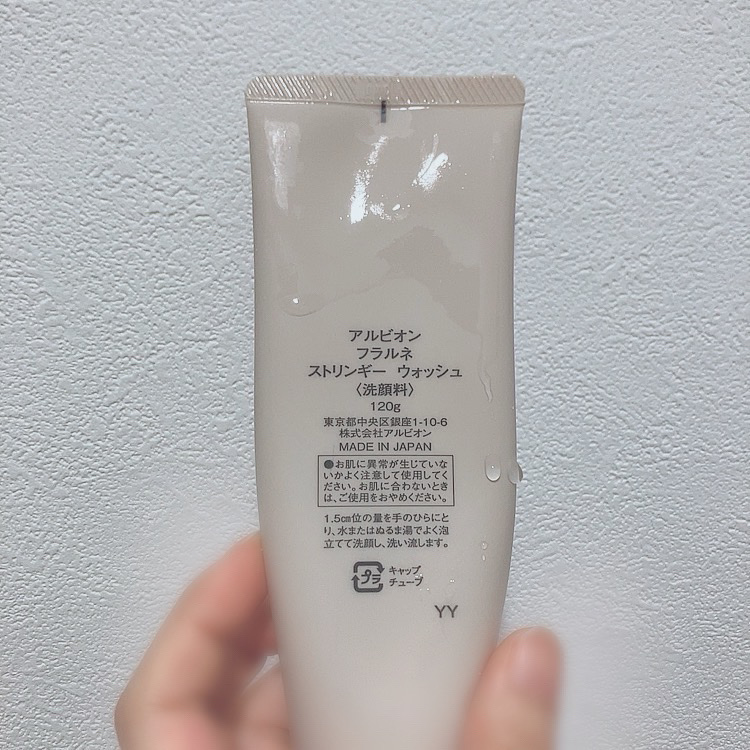 アルビオン
フラルネ
ストリンギー ウォッシュ
〈洗顔料〉
120g
東京都中央区銀座1-10-6
株式会社アルビオン
MADE IN JAPAN
●お肌に異常が生じていな
いかよく注意して使用してく
ださい。お肌に合わないとき
は、ご使用をおやめください。
1.5㎝位の量を手のひらにと
り、水またはぬるま湯でよく泡
立てて洗顔し、洗い流します。
プラ
キャップ
チューブ
YY